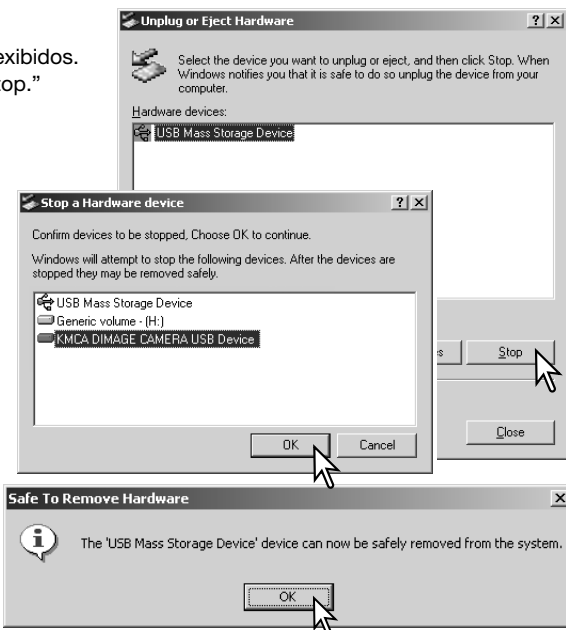 exibidos.
top."
Unplug or Eject Hardware
Select the device you want to unplug or eject, and then click Stop. When
Windows notifies you that it is safe to do so unplug the device from your
computer.
Hardware devices:
USB Mass Storage Device
Stop
Close
Stop a Hardware device
Confirm devices to be stopped, Choose OK to continue.
Windows will attempt to stop the following devices. After the devices are
stopped they may be removed safely.
USB Mass Storage Device
Generic volume - (H:)
KMCA DIMAGE CAMERA USB Device
OK Cancel
Safe To Remove Hardware
The 'USB Mass Storage Device' device can now be safely removed from the system.
OK